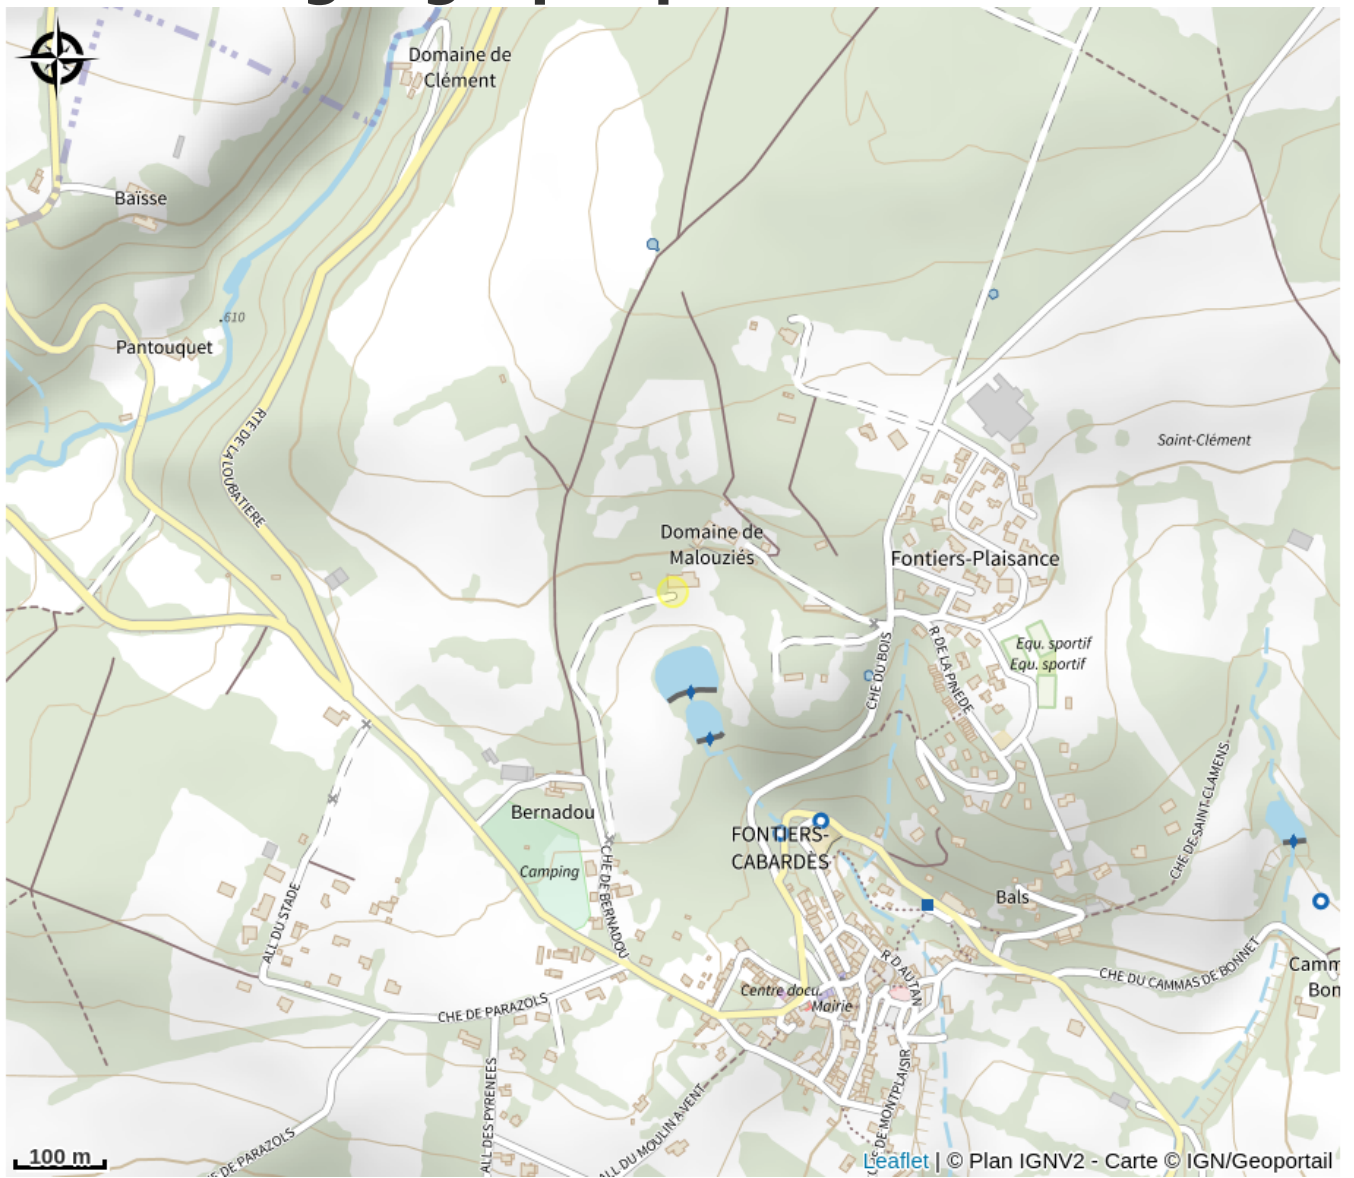 Domaine de
Clément
Baïsse
.610
Pantouquet
RTE DE LA LOUBATIERE
Saint-Clément
Domaine de
Malouziés
Fontiers-Plaisance
Equ. sportif
Equ. sportif
R DE LA PINEDE
CHE DU BOIS
CHE DE SAINT-CLAMENS
Bernadou
FONTIERS-
CABARDÈS
Camping
CHE DE BERNADOU
Bals
ALL DU STADE
R D AUTAN
CHE DU CAMMAS DE BONNET
Camm
Bon
Centre docu.
Mairie
CHE DE PARAZOLS
ALL DES PYRENEES
ALL DU MOULIN A VENT
DE MONTPLAISIR
E DE PARAZOLS
100 m
Leaflet | © Plan IGNV2 - Carte © IGN/Geoportail